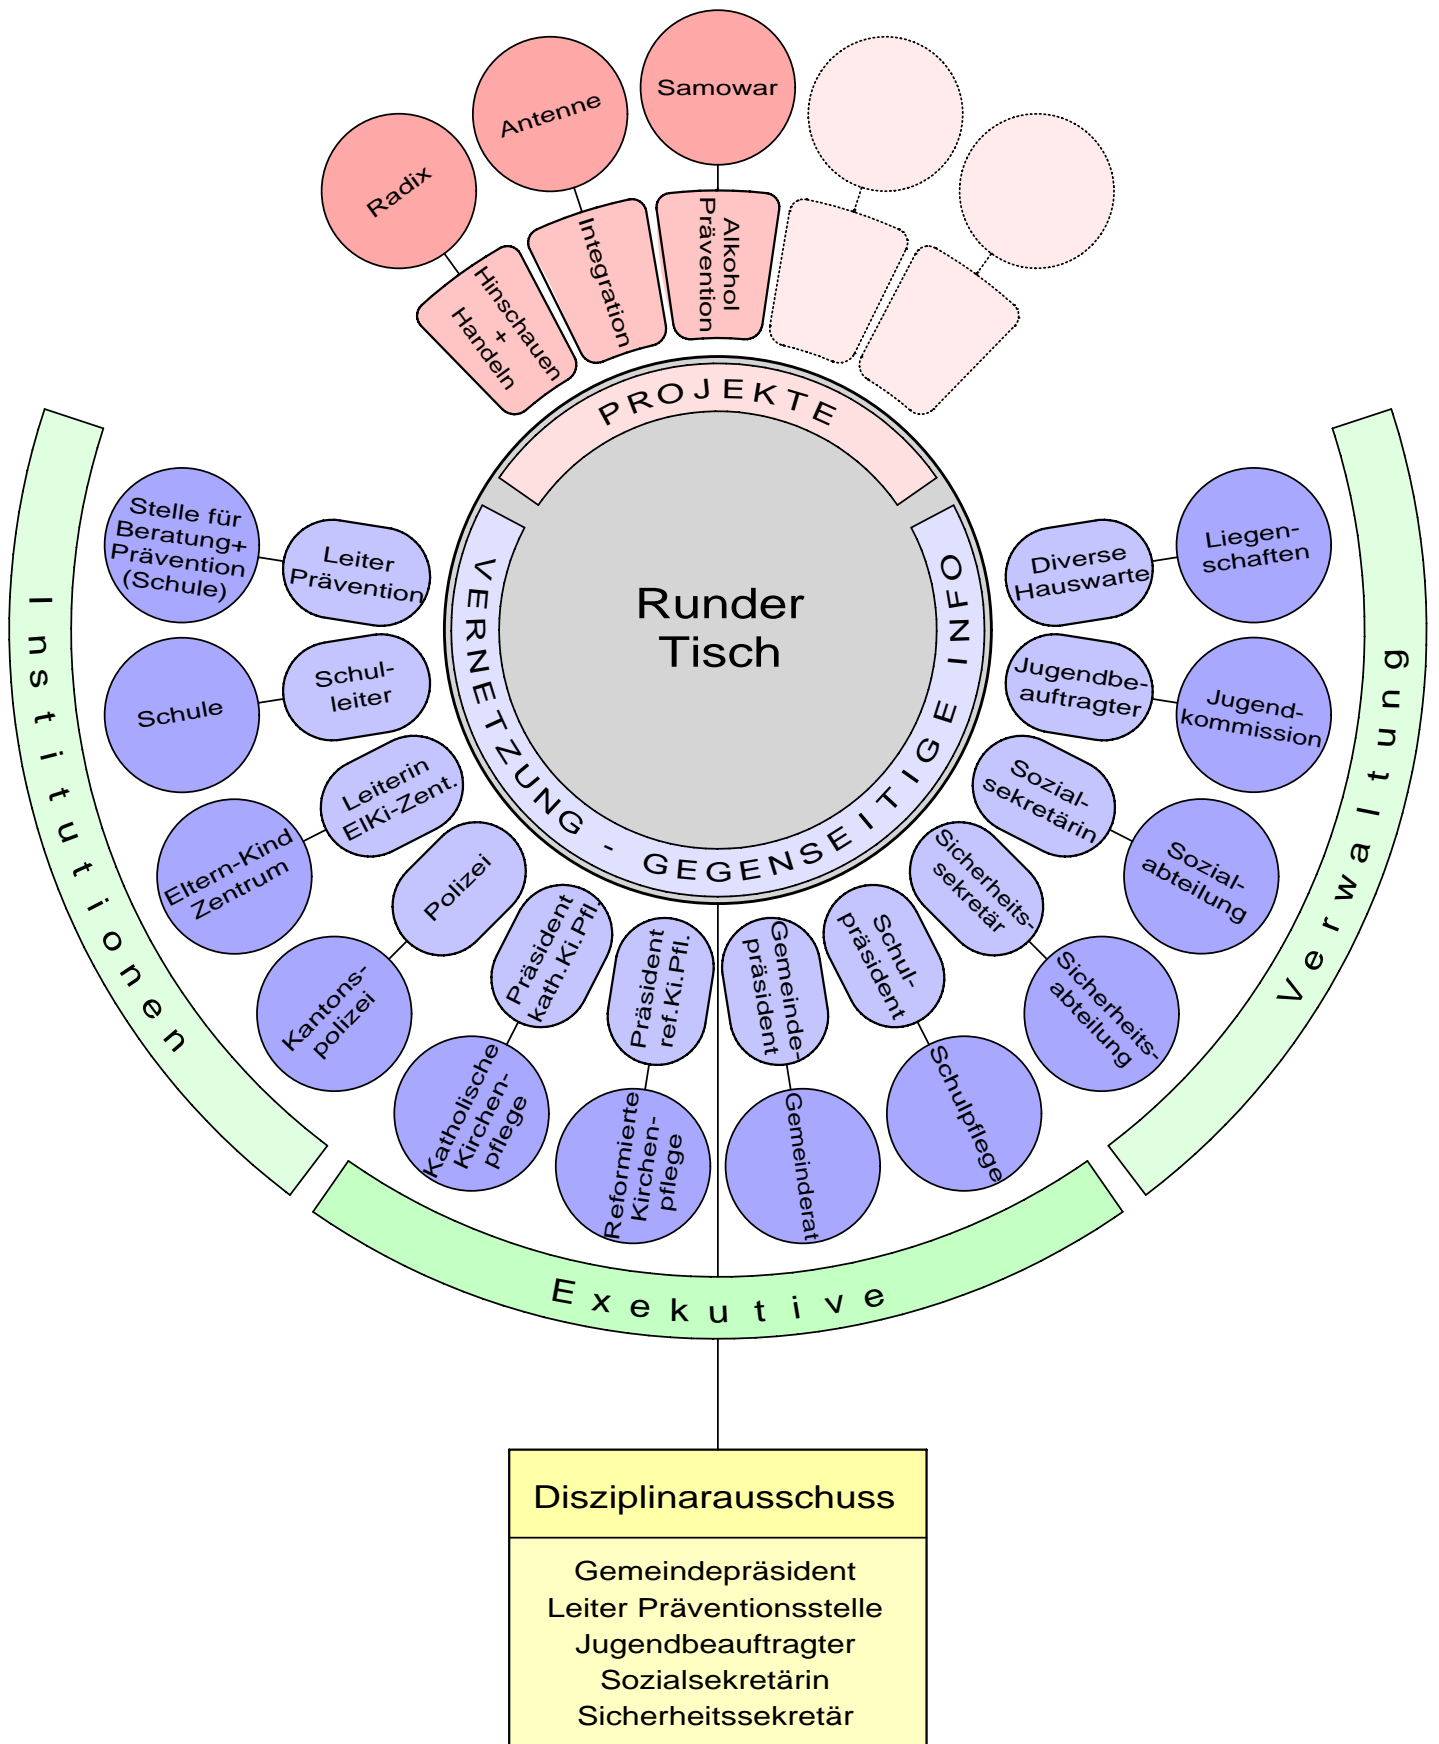 Samowar
Antenne
Radix
Alkohol
Prävention
Integration
Hinschauen
+
Handeln
PROJEKTE
Runder
Tisch
VERNETZUNG - GEGENSEITIGE INFO
Institutionen
Stelle für
Beratung+
Prävention
(Schule)
Leiter
Prävention
Schule
Schul-
leiter
Eltern-Kind
Zentrum
Leiterin
ElKi-Zent.
Kantons-
polizei
Polizei
Katholische
Kirchen-
pflege
Präsident
kath.Ki.Pfl.
Reformierte
Kirchen-
pflege
Präsident
ref.Ki.Pfl.
Exekutive
Gemeinde-
präsident
Gemeinderat
Schul-
präsident
Schulpflege
Verwaltung
Sicherheits-
sekretär
Sicherheits-
abteilung
Sozial-
sekretärin
Sozial-
abteilung
Jugendbe-
auftragter
Jugend-
kommission
Diverse
Hauswarte
Liegen-
schaften
Disziplinarausschuss
Gemeindepräsident
Leiter Präventionsstelle
Jugendbeauftragter
Sozialsekretärin
Sicherheitssekretär